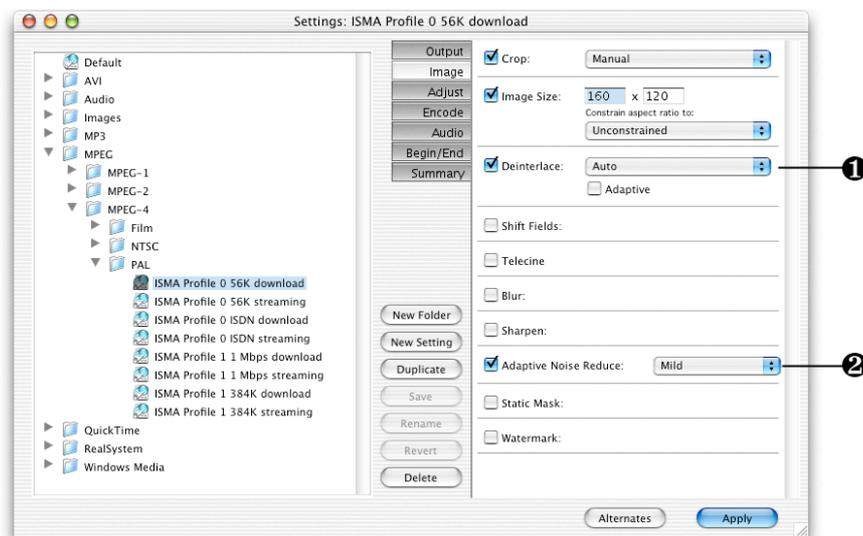 Settings: ISMA Profile 0 56K download
Default
AVI
Audio
Images
MP3
MPEG
MPEG-1
MPEG-2
MPEG-4
Film
NTSC
PAL
ISMA Profile 0 56K download
ISMA Profile 0 56K streaming
ISMA Profile 0 ISDN download
ISMA Profile 0 ISDN streaming
ISMA Profile 1 1 Mbps download
ISMA Profile 1 1 Mbps streaming
ISMA Profile 1 384K download
ISMA Profile 1 384K streaming
QuickTime
RealSystem
Windows Media
Output
Image
Adjust
Encode
Audio
Begin/End
Summary
New Folder
New Setting
Duplicate
Save
Rename
Revert
Delete
Crop: Manual
Image Size: 160 x 120
Constrain aspect ratio to:
Unconstrained
Deinterlace: Auto
Adaptive
Shift Fields:
Telecine
Blur:
Sharpen:
Adaptive Noise Reduce: Mild
Static Mask:
Watermark:
Alternates Apply
1
2